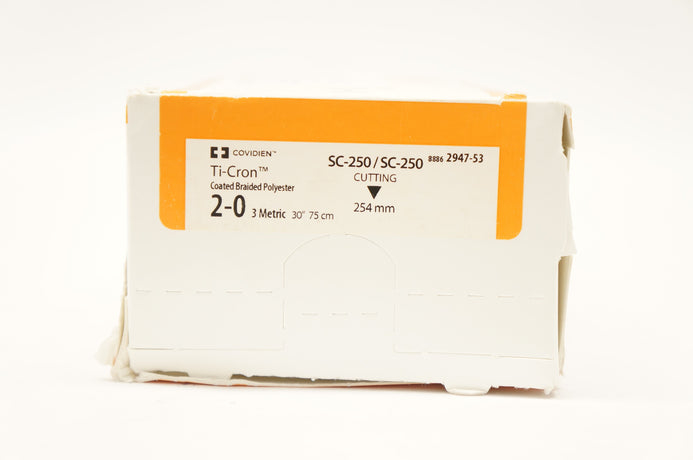 COVIDIEN™
Ti-Cron™
Coated Braided Polyester
2-0 3 Metric 30" 75 cm
SC-250 / SC-250 8886 2947-53
CUTTING
254 mm